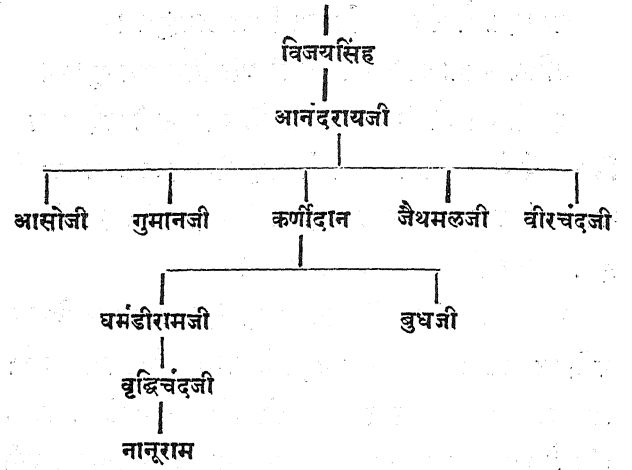 विजयसिंह
आनंदरायजी
आसोजी गुमानजी कर्णीदान जैथमलजी वीरचंदजी
घमंडीरामजी बुधजी
वृद्धिचंदजी
नानूराम